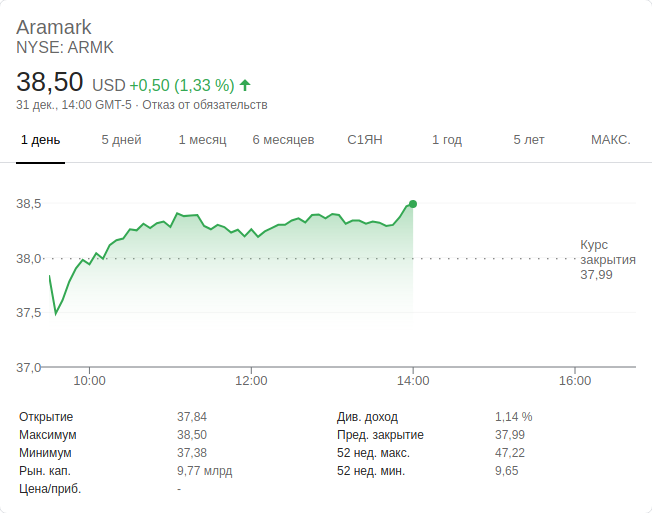 Aramark
NYSE: ARMK
38,50 USD +0,50 (1,33 %)
31 дек., 14:00 GMT-5 · Отказ от обязательств
1 день 5 дней 1 месяц 6 месяцев С1ЯН 1 год 5 лет МАКС.
38,5
38,0
37,5
37,0
Курс
закрытия
37,99
10:00 12:00 14:00 16:00
Открытие 37,84
Максимум 38,50
Минимум 37,38
Рын. кап. 9,77 млрд
Цена/приб. -
Див. доход 1,14 %
Пред. закрытие 37,99
52 нед. макс. 47,22
52 нед. мин. 9,65